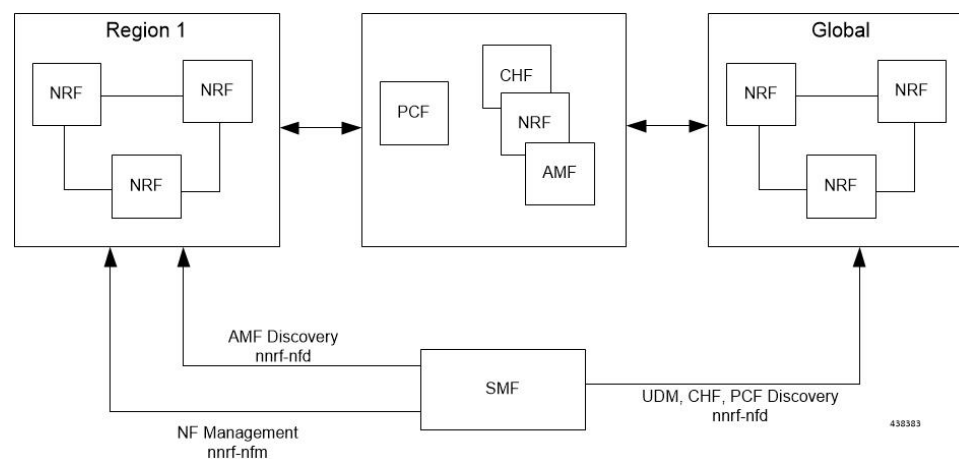 Region 1
Global
NRF
NRF
NRF
PCF
CHF
NRF
AMF
NRF
NRF
NRF
AMF Discovery
nnrf-nfd
SMF
UDM, CHF, PCF Discovery
nnrf-nfd
NF Management
nnrf-nfm
438383